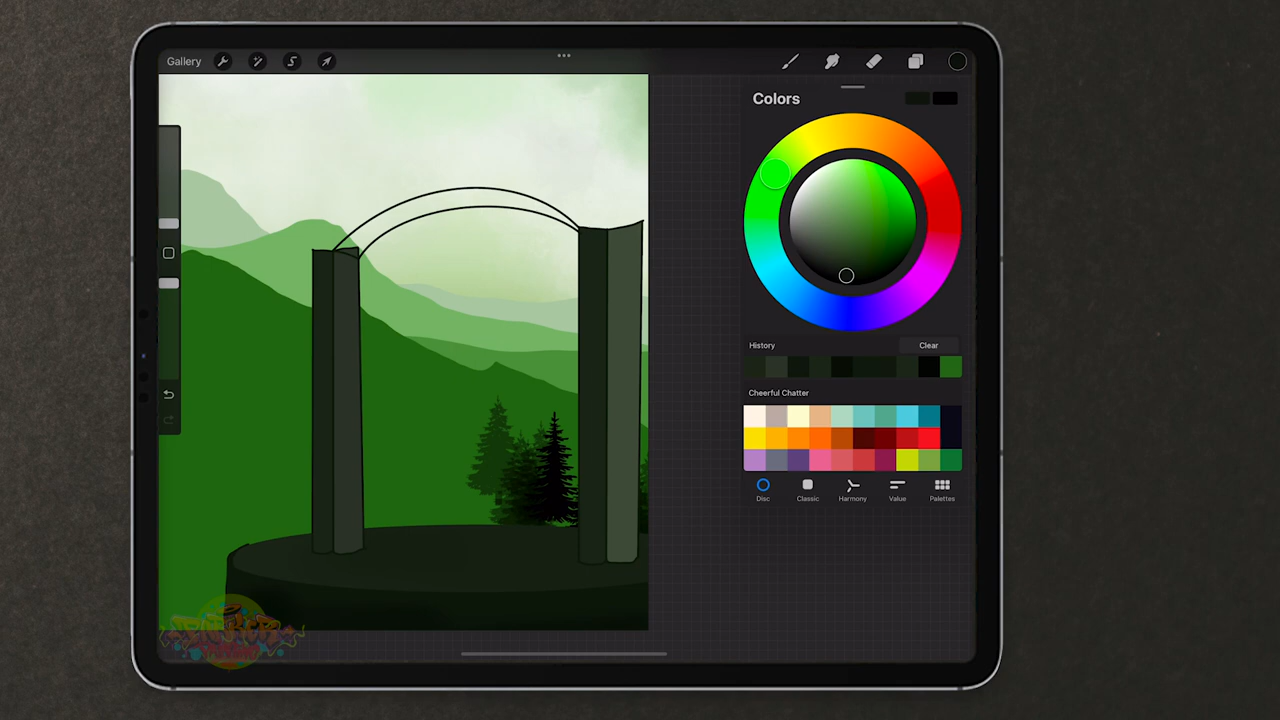 Gallery
Colors
History
Clear
Cheerful Chatter
Disc
Classic
Harmony
Value
Palettes